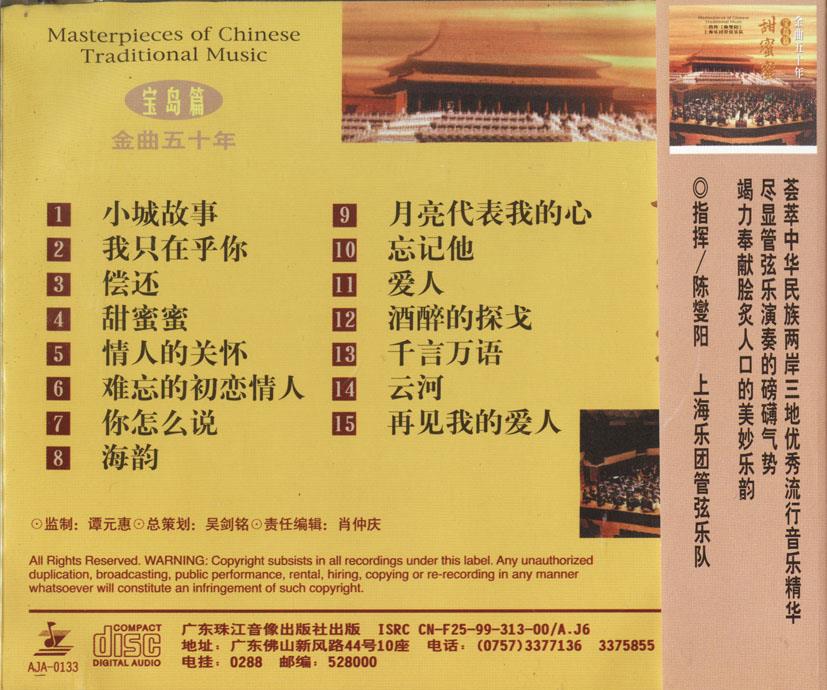 Masterpieces of Chinese
Traditional Music
宝岛篇
金曲五十年
1 小城故事
2 我只在乎你
3 偿还
4 甜蜜蜜
5 情人的关怀
6 难忘的初恋情人
7 你怎么说
8 海韵
9 月亮代表我的心
10 忘记他
11 爱人
12 酒醉的探戈
13 千言万语
14 云河
15 再见我的爱人
⊙监制：谭元惠⊙总策划：吴剑铭⊙责任编辑：肖仲庆
All Rights Reserved. WARNING: Copyright subsists in all recordings under this label. Any unauthorized
duplication, broadcasting, public performance, rental, hiring, copying or re-recording in any manner
whatsoever will constitute an infringement of such copyright.
AJA-0133
COMPACT
disc
DIGITAL AUDIO
广东珠江音像出版社出版 ISRC CN-F25-99-313-00/A.J6
地址：广东佛山新风路44号10座 电话：(0757)3377136 3375855
电挂：0288 邮编：528000
Masterpieces of Chinese
Traditional Music
金曲五十年
宝岛篇
甜蜜蜜
荟萃中华民族两岸三地优秀流行音乐精华
尽显管弦乐演奏的磅礴气势
竭力奉献脍炙人口的美妙乐韵
◎指挥/陈燮阳 上海乐团管弦乐队